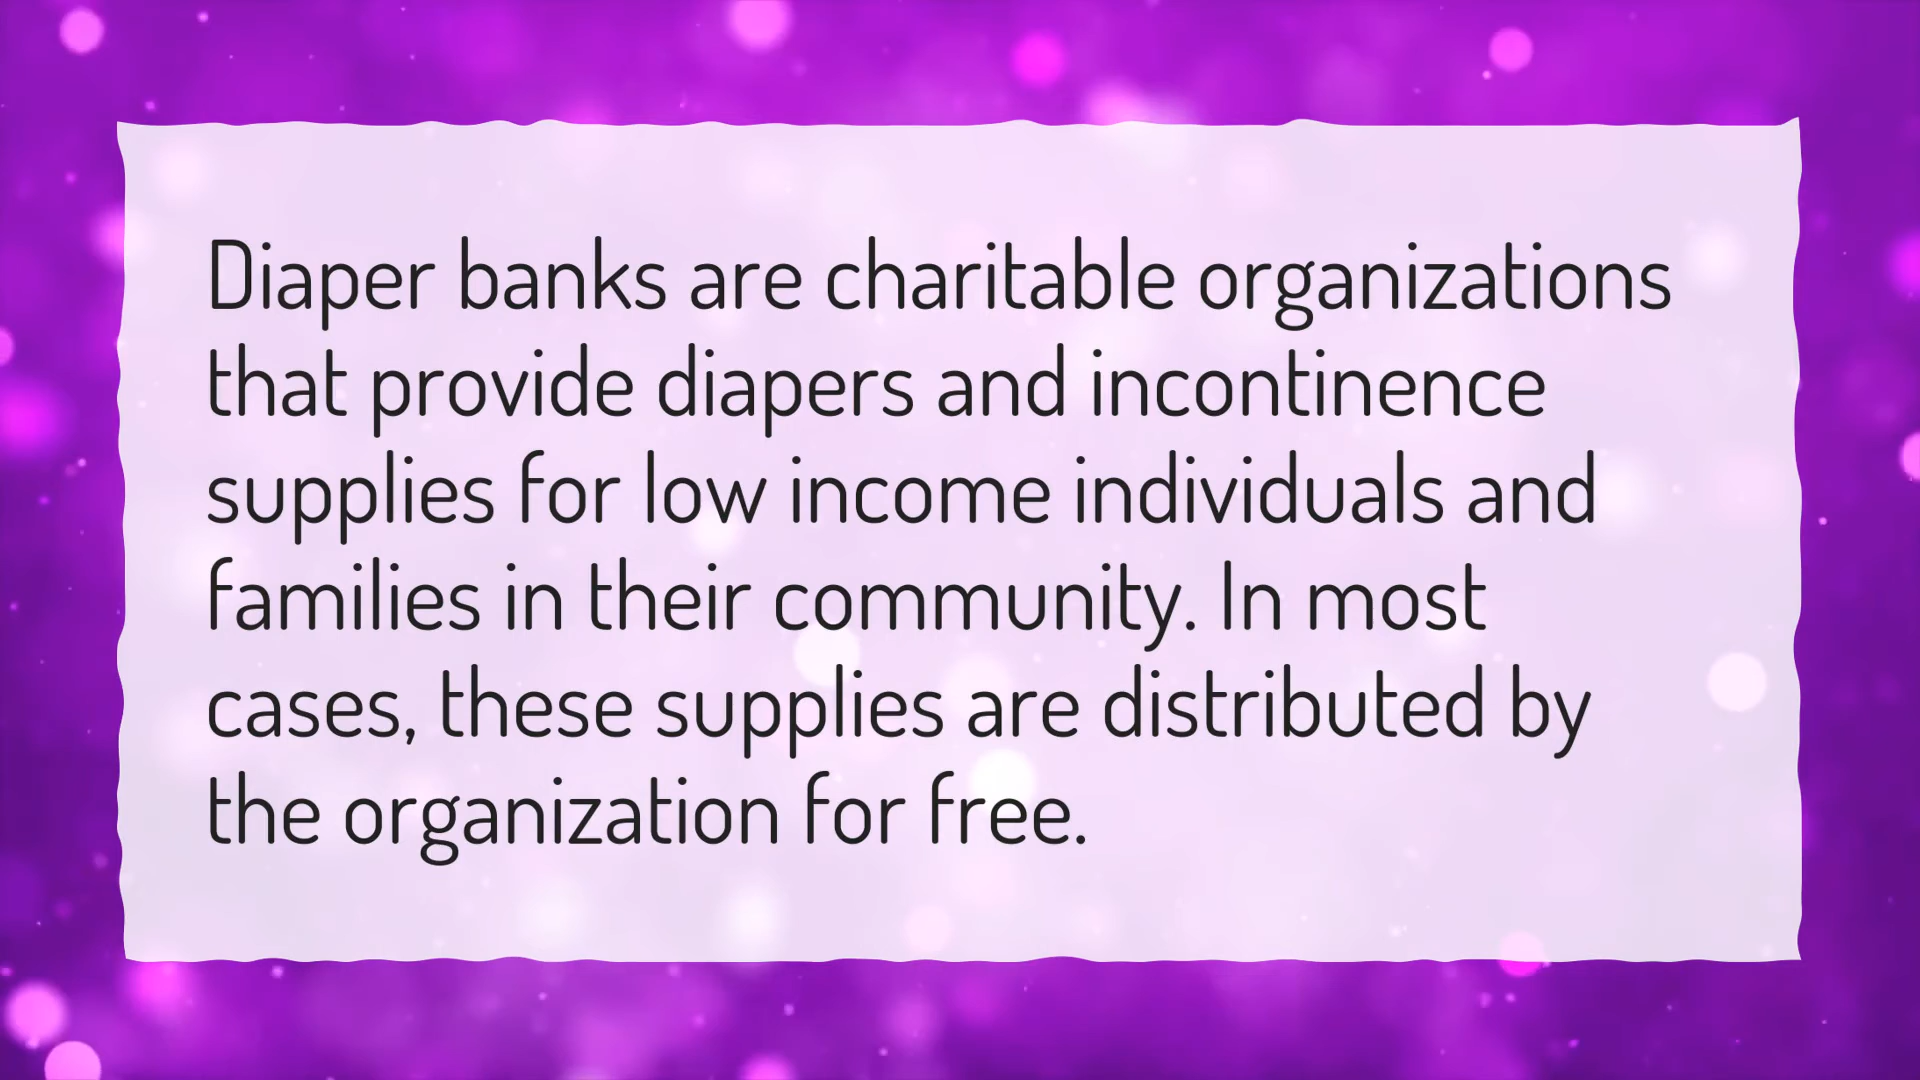 Diaper banks are charitable organizations
that provide diapers and incontinence
supplies for low income individuals and
families in their community. In most
cases, these supplies are distributed by
the organization for free.